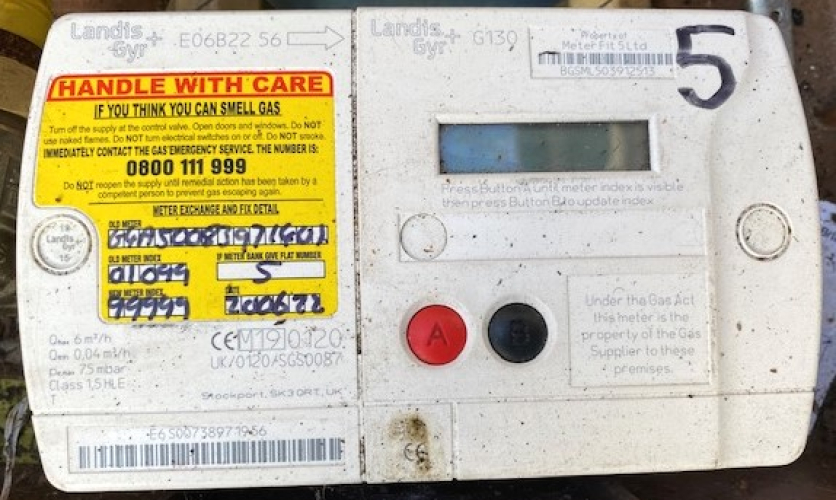 Landis
Gyr+
E06B22 56
HANDLE WITH CARE
IF YOU THINK YOU CAN SMELL GAS
Turn off the supply at the control valve. Open doors and windows. Do NOT
use naked flames. Do NOT turn electrical switches on or off. Do NOT smoke.
IMMEDIATELY CONTACT THE GAS EMERGENCY SERVICE. THE NUMBER IS:
0800 111 999
Do NOT reopen the supply until remedial action has been taken by a
competent person to prevent gas escaping again.
METER EXCHANGE AND FIX DETAIL
OLD METER
OLD METER INDEX
01099
IF METER BANK GIVE FLAT NUMBER
5
NEW METER INDEX
99999
DATE
200622
Landis
Gyr
Qmax 6 m³/h
Qmin 0,04 m³/h
pmax 75 mbar
Class 1,5 HLE
T
CE M19 0120
UK/0120/SGS0087
Stockport, SK3 0RT, UK
E6S00738971956
Landis
Gyr+
G130
Property of
Meter Fit 5 Ltd
BGSML503912513
5
Press Button A until meter index is visible
then press Button B to update index
A
B
Under the Gas Act
this meter is the
property of the Gas
Supplier to these
premises.
CE